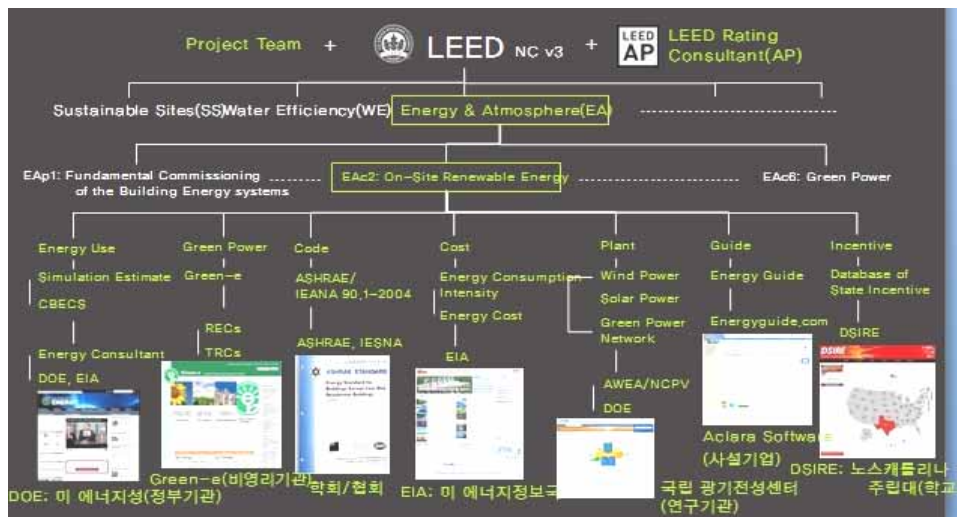 Project Team + LEED NC v3 + LEED AP LEED Rating
Consultant(AP)
Sustainable Sites(SS)Water Efficiency(WE) Energy & Atmosphere(EA)
EAp1: Fundamental Commissioning
of the Building Energy systems
EAc2: On-Site Renewable Energy
EAc6: Green Power
Energy Use
Simulation Estimate
CBECS
Energy Consultant
DOE, EIA
DOE: 미 에너지성(정부기관)
Green Power
Green-e
RECs
TRCs
Green-e(비영리기관)
Code
ASHRAE/
IEANA 90.1-2004
ASHRAE, IESNA
ASHRAE STANDARD
학회/협회
Cost
Energy Consumption
Intensity
Energy Cost
EIA
EIA: 미 에너지정보국
Plant
Wind Power
Solar Power
Green Power
Network
AWEA/NCPV
DOE
국립 광기전성센터
(연구기관)
Guide
Energy Guide
Energyguide.com
Aclara Software
(사설기업)
Incentive
Database of
State Incentive
DSIRE
DSIRE
DSIRE: 노스캐롤리나
주립대(학교